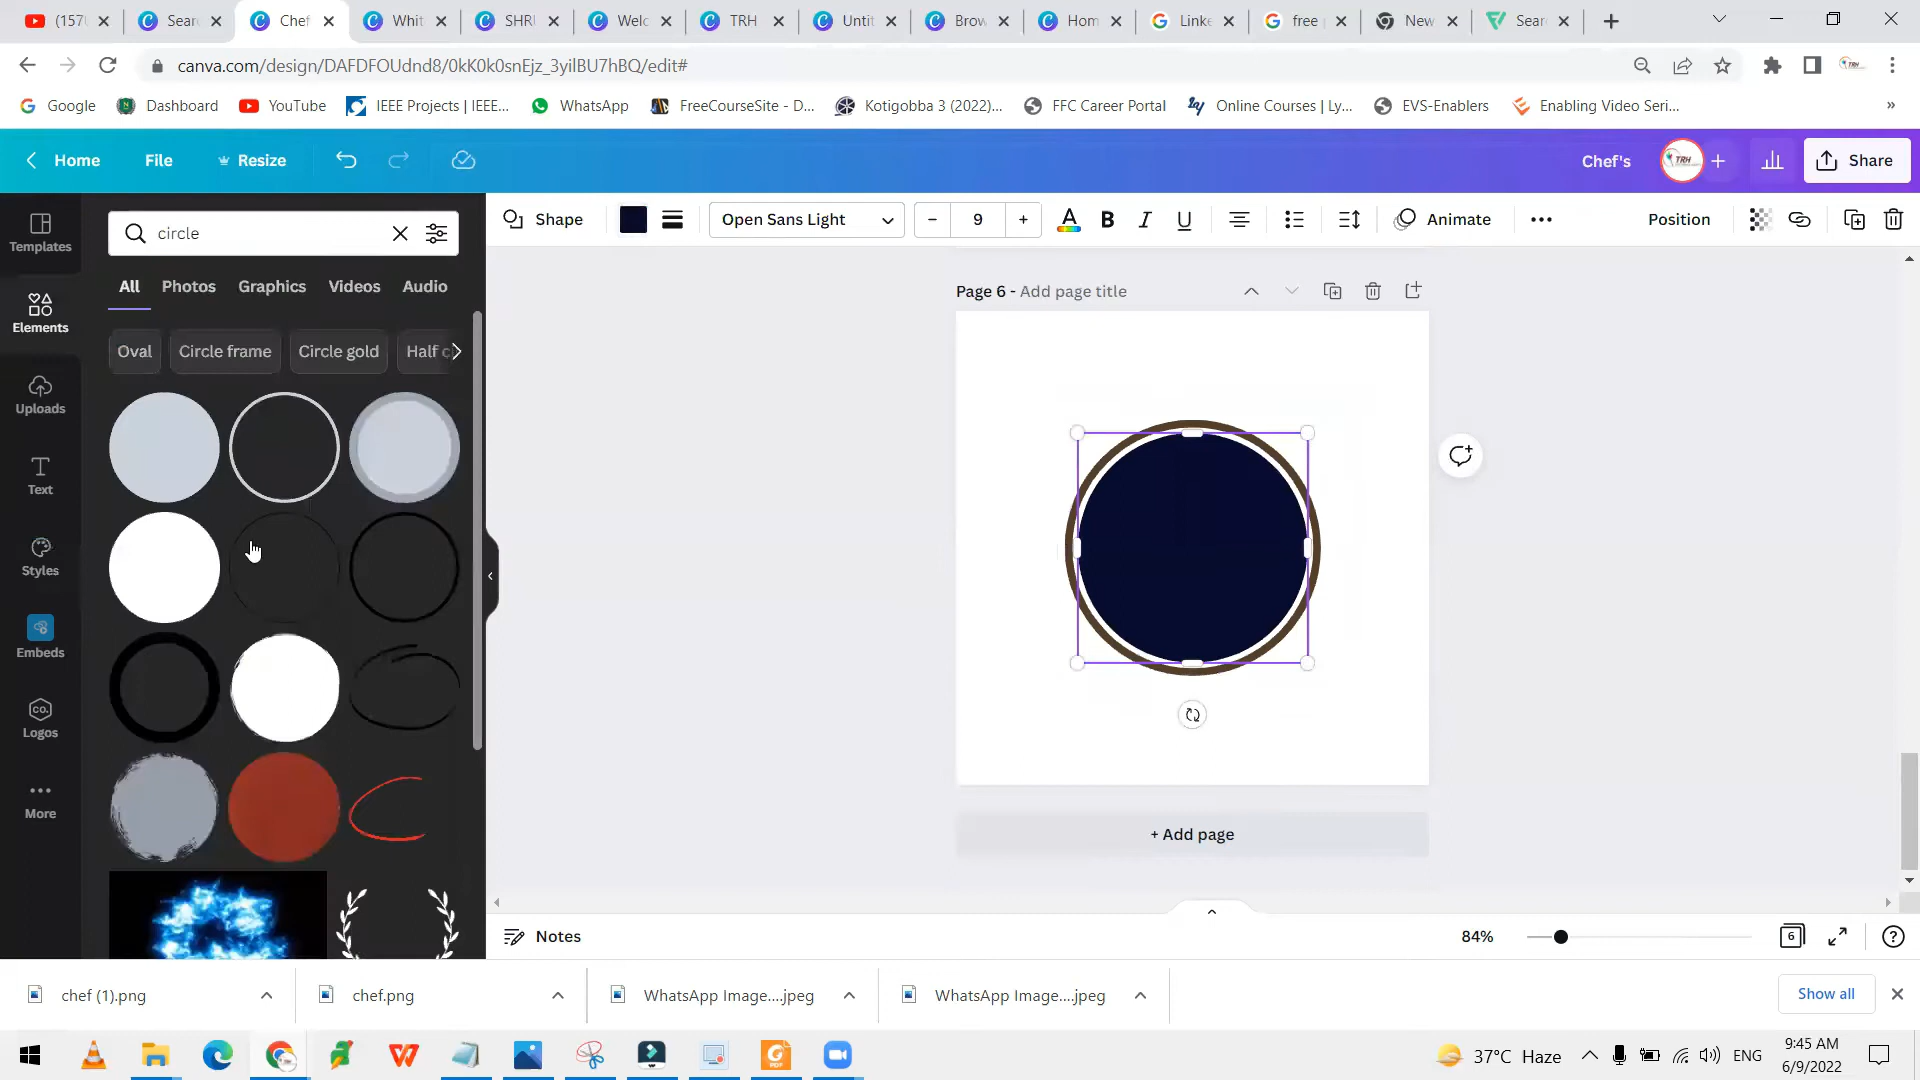 (157
Sear
Chef
Whit
SHRI
Welc
TRH
Untit
Brow
Hom
Linke
free
New
Sear
canva.com/design/DAFDFOUdnd8/0kK0k0snEjz_3yilBU7hBQ/edit#
Google
Dashboard
YouTube
IEEE Projects | IEEE...
WhatsApp
FreeCourseSite - D...
Kotigobba 3 (2022)...
FFC Career Portal
Online Courses | Ly...
EVS-Enablers
Enabling Video Seri...
»
Home
File
Resize
Chef's
TRH
Share
Templates
Elements
Uploads
Text
Styles
Embeds
Logos
More
circle
All
Photos
Graphics
Videos
Audio
Oval
Circle frame
Circle gold
Half c
Shape
Open Sans Light
– 9 +
A
B
I
U
Animate
Position
Page 6 - Add page title
+ Add page
Notes
84%
6
chef (1).png
chef.png
WhatsApp Image....jpeg
WhatsApp Image....jpeg
Show all
37°C Haze
ENG
9:45 AM
6/9/2022